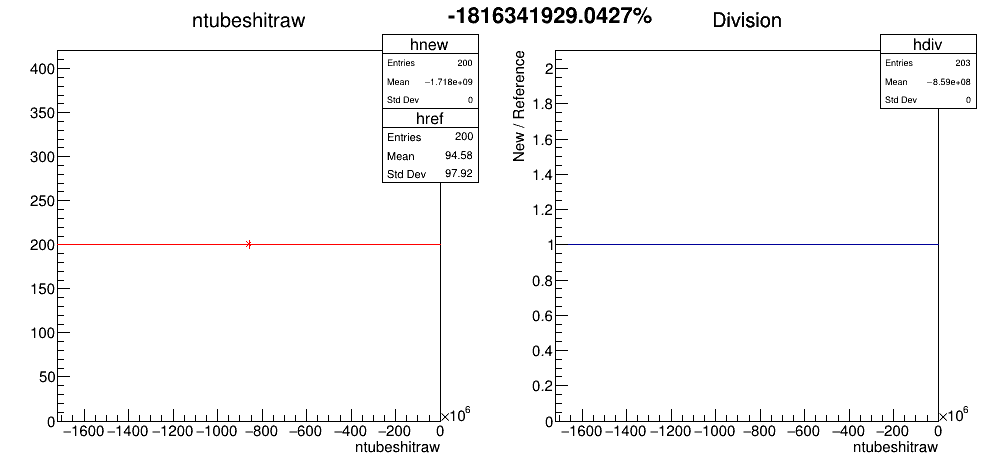 -1816341929.0427%
ntubeshitraw
hnew
Entries 200
Mean −1.718e+09
Std Dev 0
href
Entries 200
Mean 94.58
Std Dev 97.92
400
350
300
250
200
150
100
50
0
−1600 −1400 −1200 −1000 −800 −600 −400 −200 0
×10⁶
ntubeshitraw
Division
hdiv
Entries 203
Mean −8.59e+08
Std Dev 0
New / Reference
2
1.8
1.6
1.4
1.2
1
0.8
0.6
0.4
0.2
0
−1600 −1400 −1200 −1000 −800 −600 −400 −200 0
×10⁶
ntubeshitraw